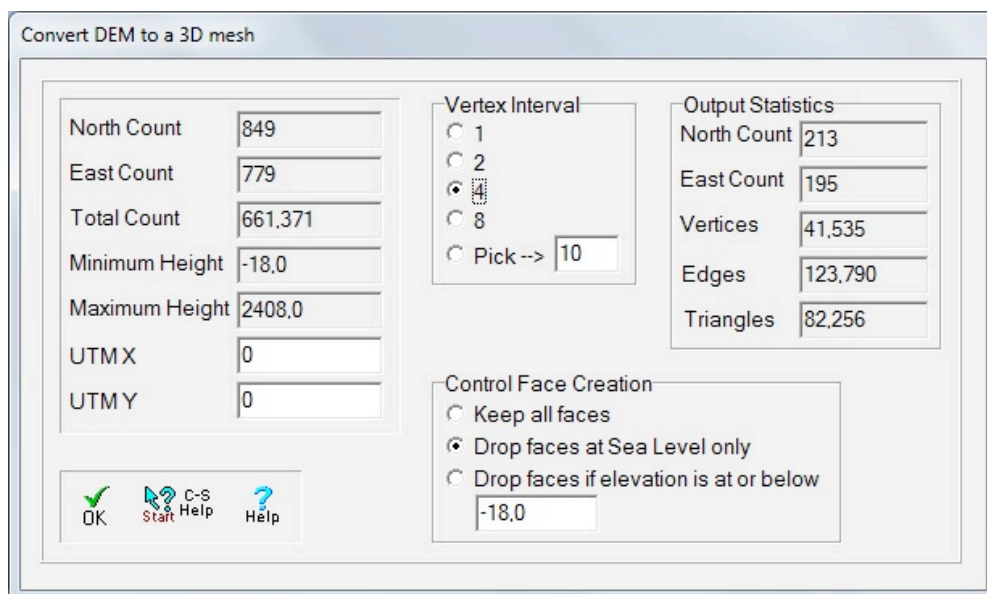 Convert DEM to a 3D mesh
North Count 849
East Count 779
Total Count 661,371
Minimum Height -18,0
Maximum Height 2408,0
UTM X 0
UTM Y 0
Vertex Interval
1
2
4
8
Pick --> 10
Output Statistics
North Count 213
East Count 195
Vertices 41,535
Edges 123,790
Triangles 82,256
Control Face Creation
Keep all faces
Drop faces at Sea Level only
Drop faces if elevation is at or below
-18,0
OK
Start
C-S
Help
Help